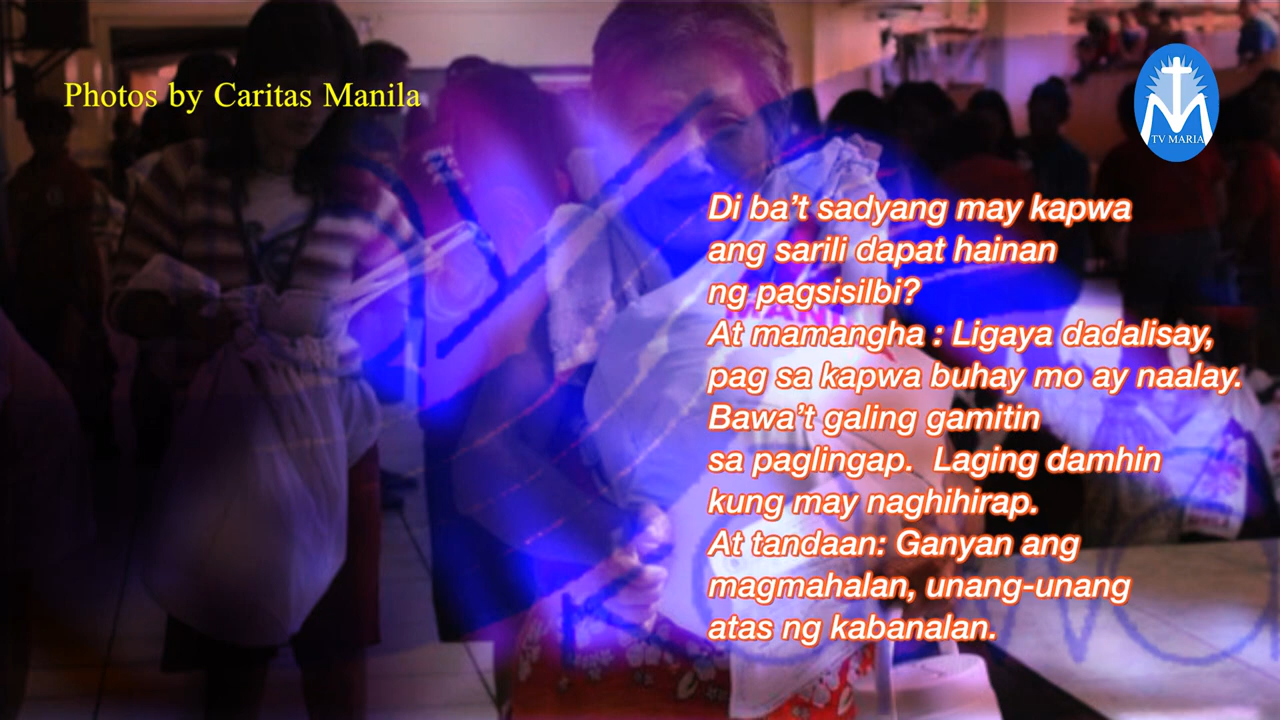 Photos by Caritas Manila
TV MARIA
Di ba't sadyang may kapwa
ang sarili dapat hainan
ng pagsisilbi?
At mamangha : Ligaya dadalisay,
pag sa kapwa buhay mo ay naalay.
Bawa't galing gamitin
sa paglingap.  Laging damhin
kung may naghihirap.
At tandaan: Ganyan ang
magmahalan, unang-unang
atas ng kabanalan.